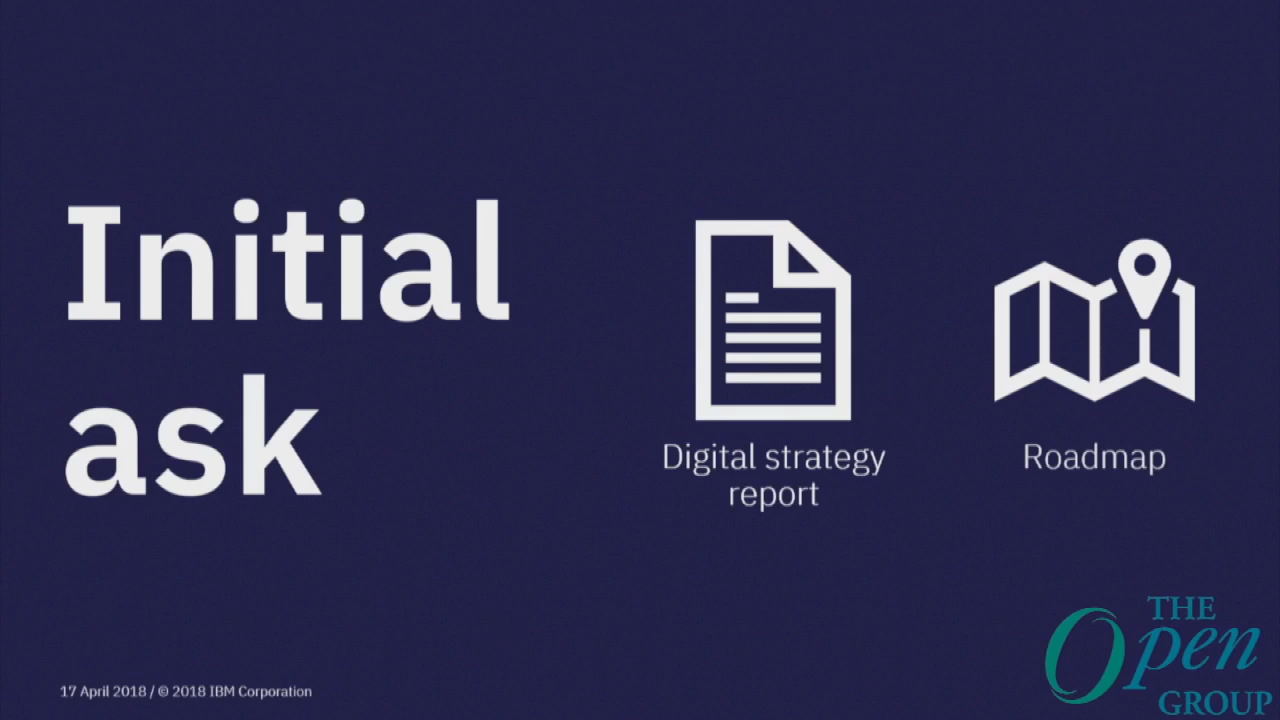 Initial
ask
Digital strategy
report
Roadmap
17 April 2018 / © 2018 IBM Corporation
THE
Open
GROUP